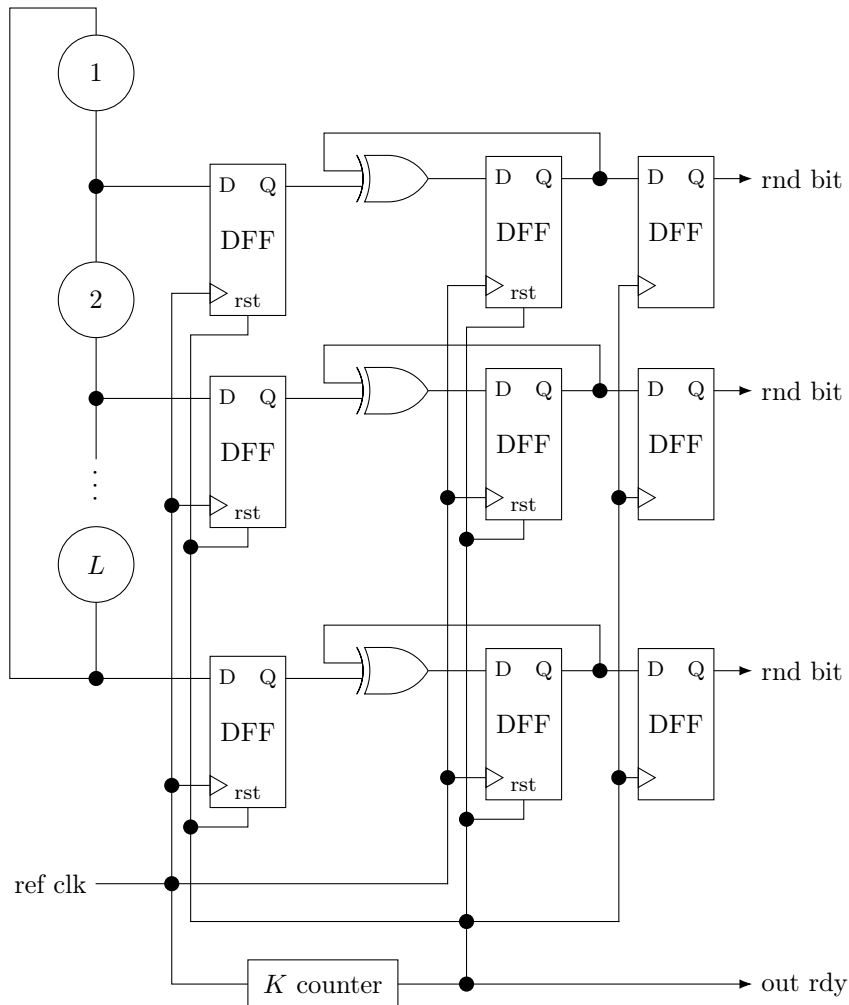 1
D Q D Q D Q rnd bit
DFF DFF DFF
2
rst rst
D Q D Q D Q rnd bit
DFF DFF DFF
⋮
rst rst
L
D Q D Q D Q rnd bit
DFF DFF DFF
rst rst
ref clk
K counter out rdy